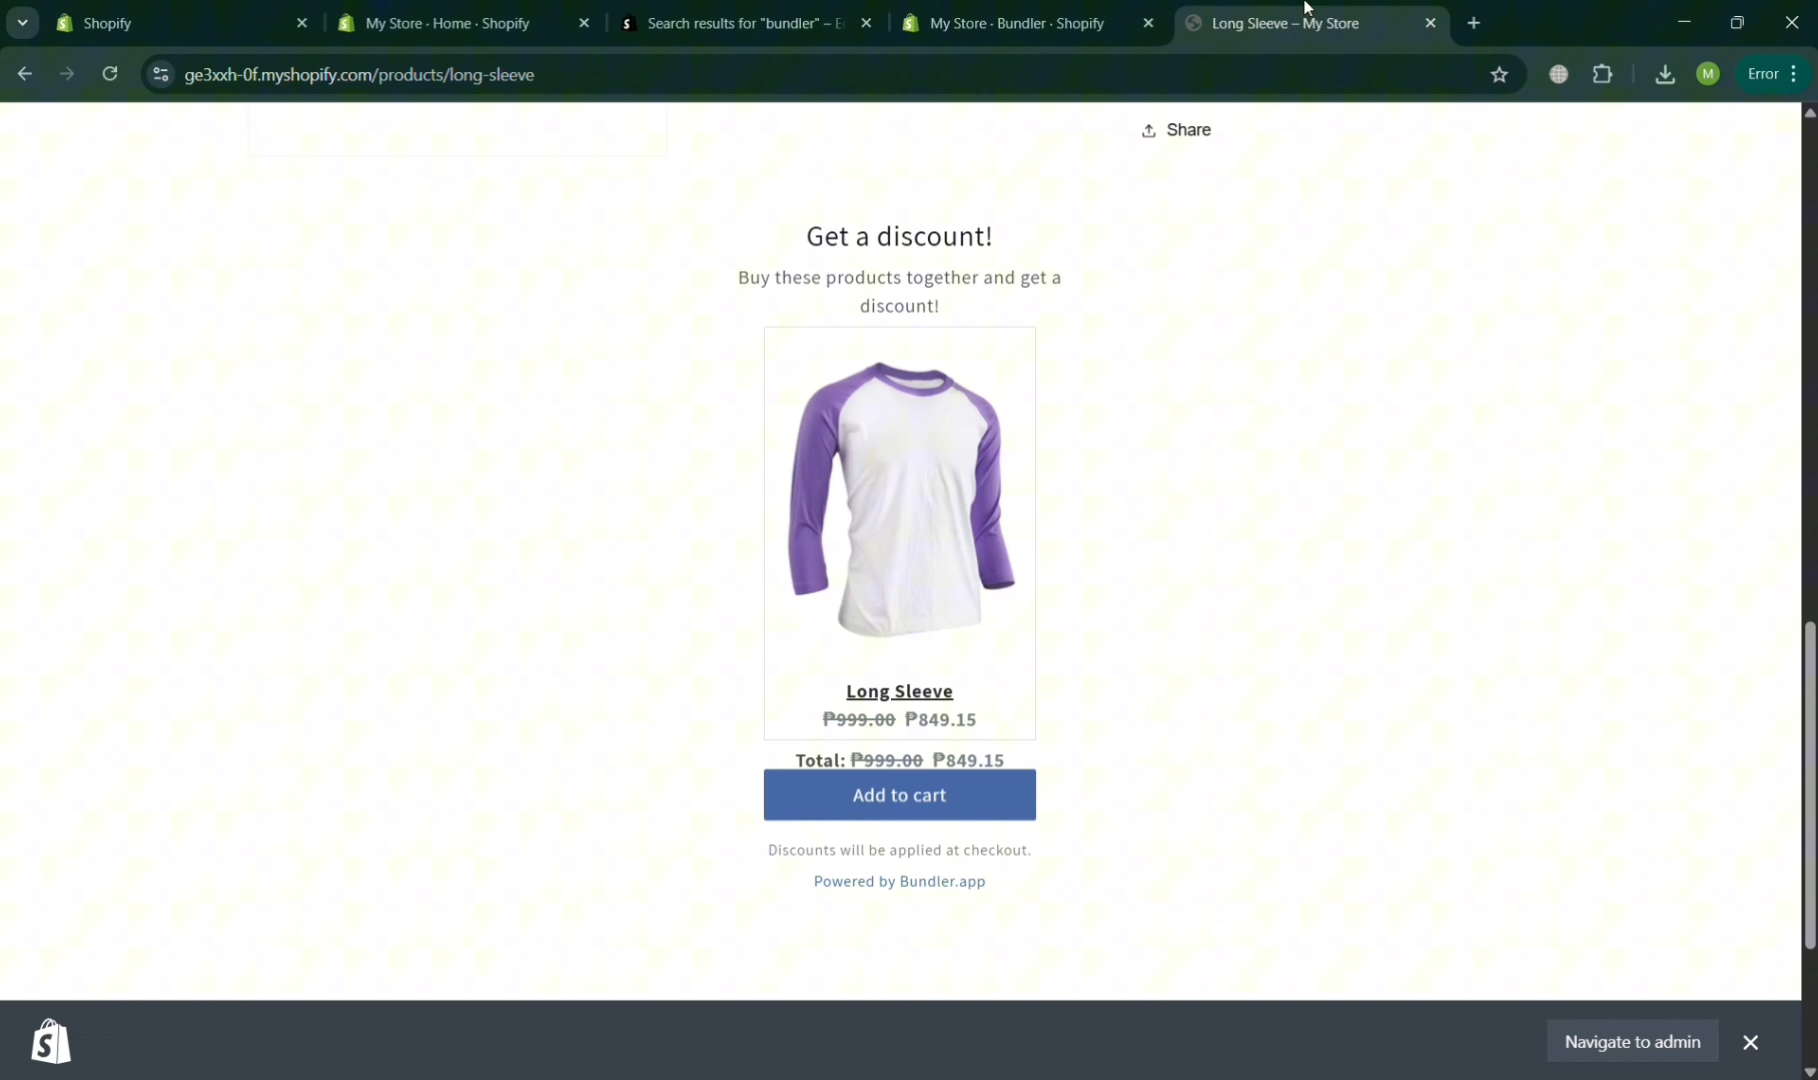 Shopify
My Store · Home · Shopify
Search results for "bundler" – E
My Store · Bundler · Shopify
Long Sleeve – My Store
ge3xxh-0f.myshopify.com/products/long-sleeve
M
Error
Share
Get a discount!
Buy these products together and get a
discount!
Long Sleeve
₱999.00 ₱849.15
Total: ₱999.00 ₱849.15
Add to cart
Discounts will be applied at checkout.
Powered by Bundler.app
Navigate to admin